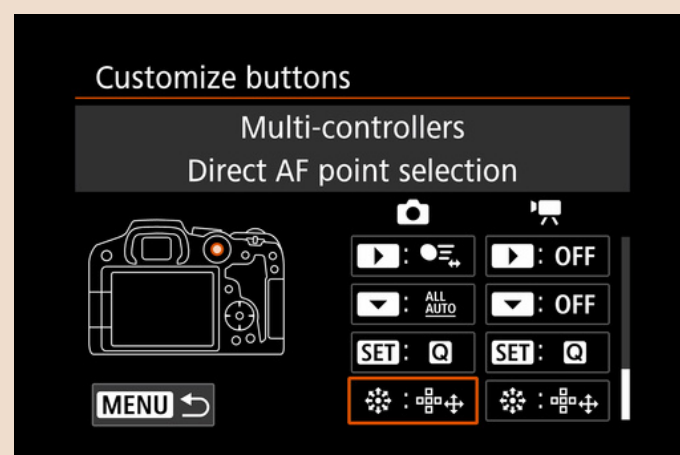 Customize buttons
Multi-controllers
Direct AF point selection
: : OFF
: ALL AUTO : OFF
SET : Q SET : Q
MENU : :